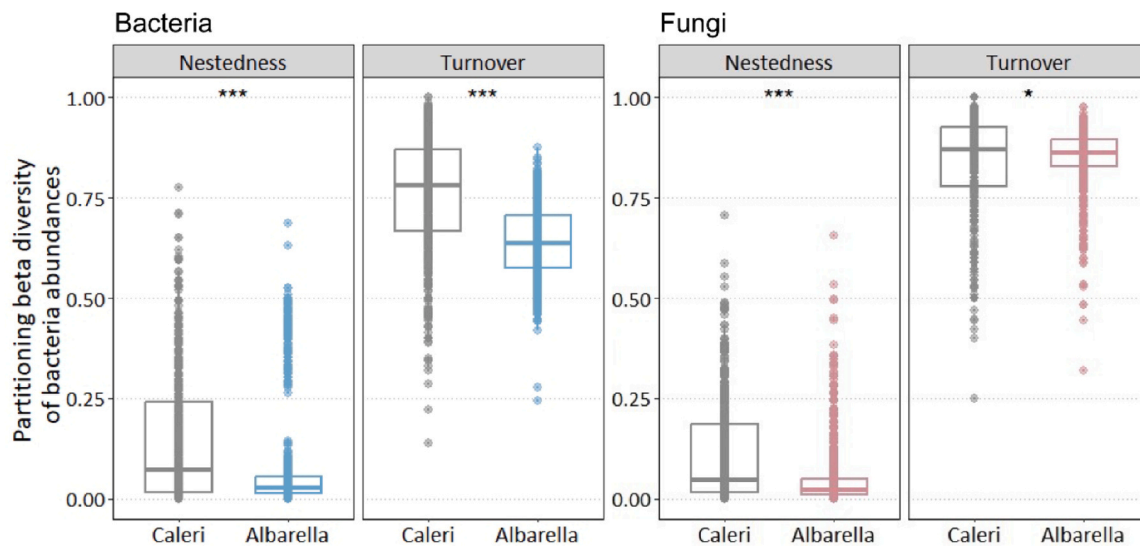 Bacteria
Fungi
Nestedness
Turnover
Nestedness
Turnover
***
***
***
*
Partitioning beta diversity
of bacteria abundances
1.00
0.75
0.50
0.25
0.00
1.00
0.75
0.50
0.25
0.00
Caleri
Albarella
Caleri
Albarella
Caleri
Albarella
Caleri
Albarella